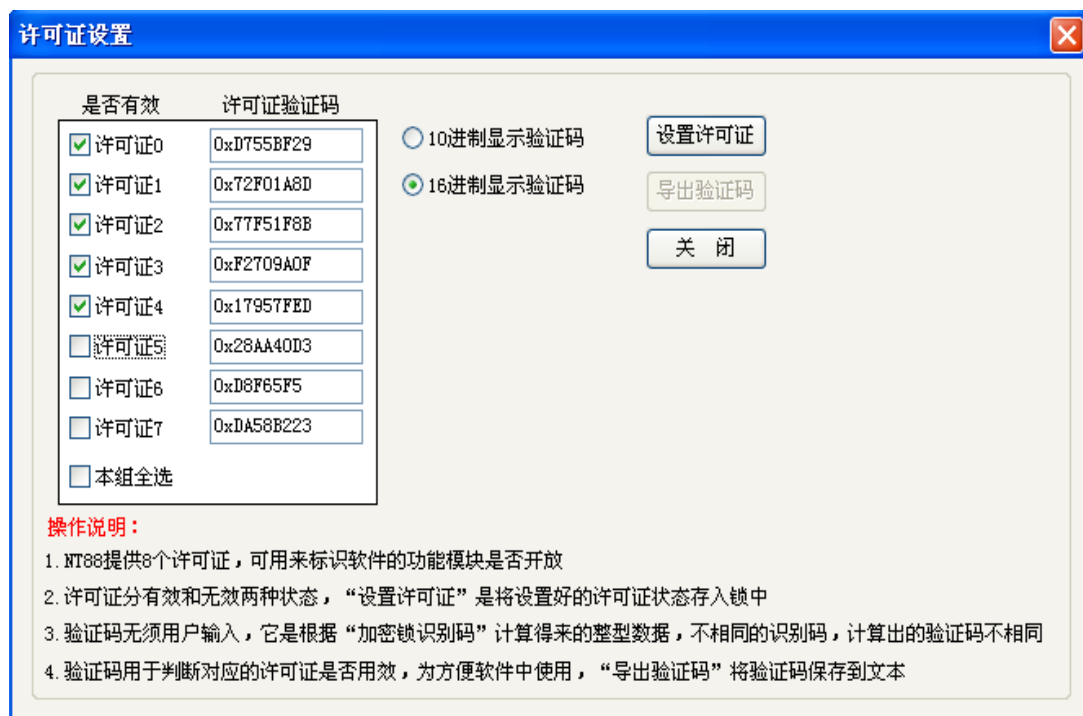 许可证设置
是否有效 许可证验证码
许可证0 0xD755BF29 10进制显示验证码 设置许可证
许可证1 0x72F01A8D 16进制显示验证码 导出验证码
许可证2 0x77F51F8B 关 闭
许可证3 0xF2709A0F
许可证4 0x17957FED
许可证5 0x28AA40D3
许可证6 0xD8F65F5
许可证7 0xDA58B223
本组全选
操作说明：
1.NT88提供8个许可证，可用来标识软件的功能模块是否开放
2.许可证分有效和无效两种状态，“设置许可证”是将设置好的许可证状态存入锁中
3.验证码无须用户输入，它是根据“加密锁识别码”计算得来的整型数据，不相同的识别码，计算出的验证码不相同
4.验证码用于判断对应的许可证是否用效，为方便软件中使用，“导出验证码”将验证码保存到文本